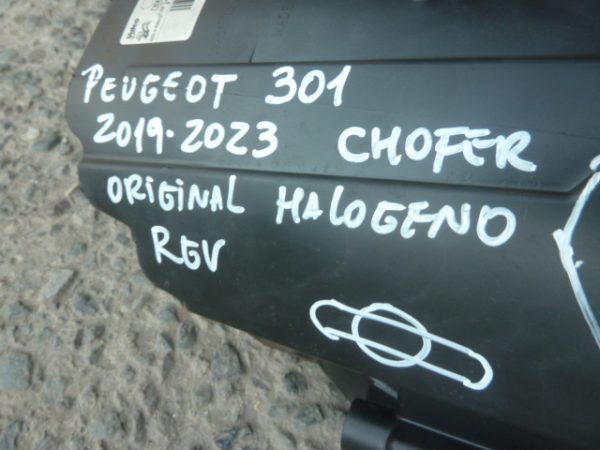 PEUGEOT 301
2019-2023 CHOFER
ORIGINAL HALOGENO
REV